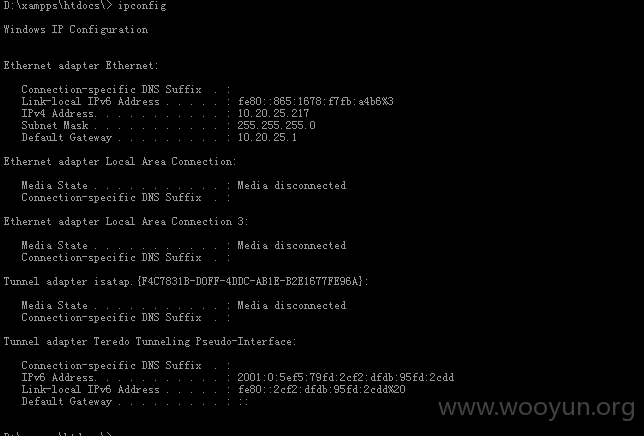 D:\xampps\htdocs\> ipconfig
Windows IP Configuration
Ethernet adapter Ethernet:
Connection-specific DNS Suffix . :
Link-local IPv6 Address . . . . . : fe80::865:1678:f7fb:a4b6%3
IPv4 Address. . . . . . . . . . . : 10.20.25.217
Subnet Mask . . . . . . . . . . . : 255.255.255.0
Default Gateway . . . . . . . . . : 10.20.25.1
Ethernet adapter Local Area Connection:
Media State . . . . . . . . . . . : Media disconnected
Connection-specific DNS Suffix . :
Ethernet adapter Local Area Connection 3:
Media State . . . . . . . . . . . : Media disconnected
Connection-specific DNS Suffix . :
Tunnel adapter isatap.{F4C7831B-D0FF-4DDC-AB1E-B2E1677FE96A}:
Media State . . . . . . . . . . . : Media disconnected
Connection-specific DNS Suffix . :
Tunnel adapter Teredo Tunneling Pseudo-Interface:
Connection-specific DNS Suffix . :
IPv6 Address. . . . . . . . . . . : 2001:0:5ef5:79fd:2cf2:dfdb:95fd:2cdd
Link-local IPv6 Address . . . . . : fe80::2cf2:dfdb:95fd:2cdd%20
Default Gateway . . . . . . . . . : ::
www.wooyun.org